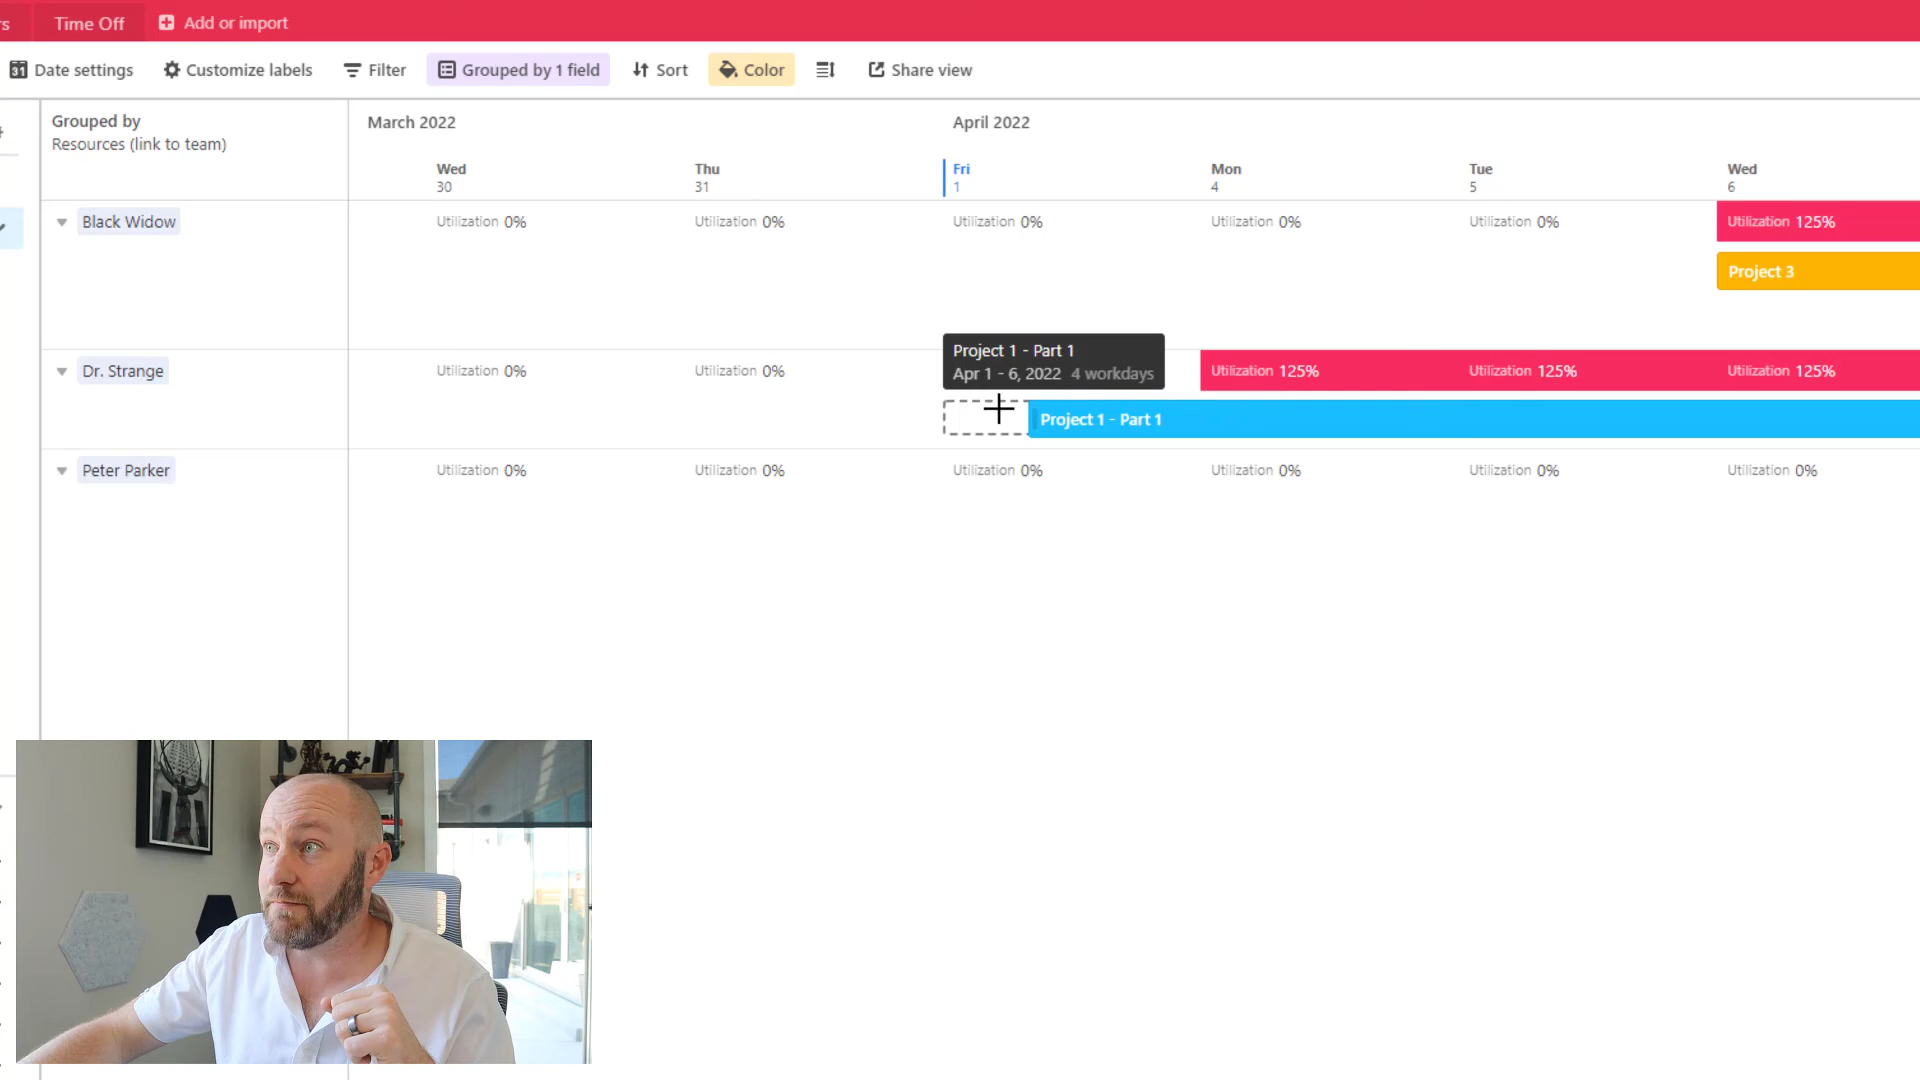 Time Off
Add or import
31 Date settings
Customize labels
Filter
Grouped by 1 field
Sort
Color
Share view
Grouped by
Resources (link to team)
March 2022
April 2022
Wed
30
Thu
31
Fri
1
Mon
4
Tue
5
Wed
6
Black Widow
Utilization 0%
Utilization 0%
Utilization 0%
Utilization 0%
Utilization 0%
Utilization 125%
Project 3
Dr. Strange
Utilization 0%
Utilization 0%
Project 1 - Part 1
Apr 1 - 6, 2022 4 workdays
Utilization 125%
Utilization 125%
Utilization 125%
Project 1 - Part 1
Peter Parker
Utilization 0%
Utilization 0%
Utilization 0%
Utilization 0%
Utilization 0%
Utilization 0%